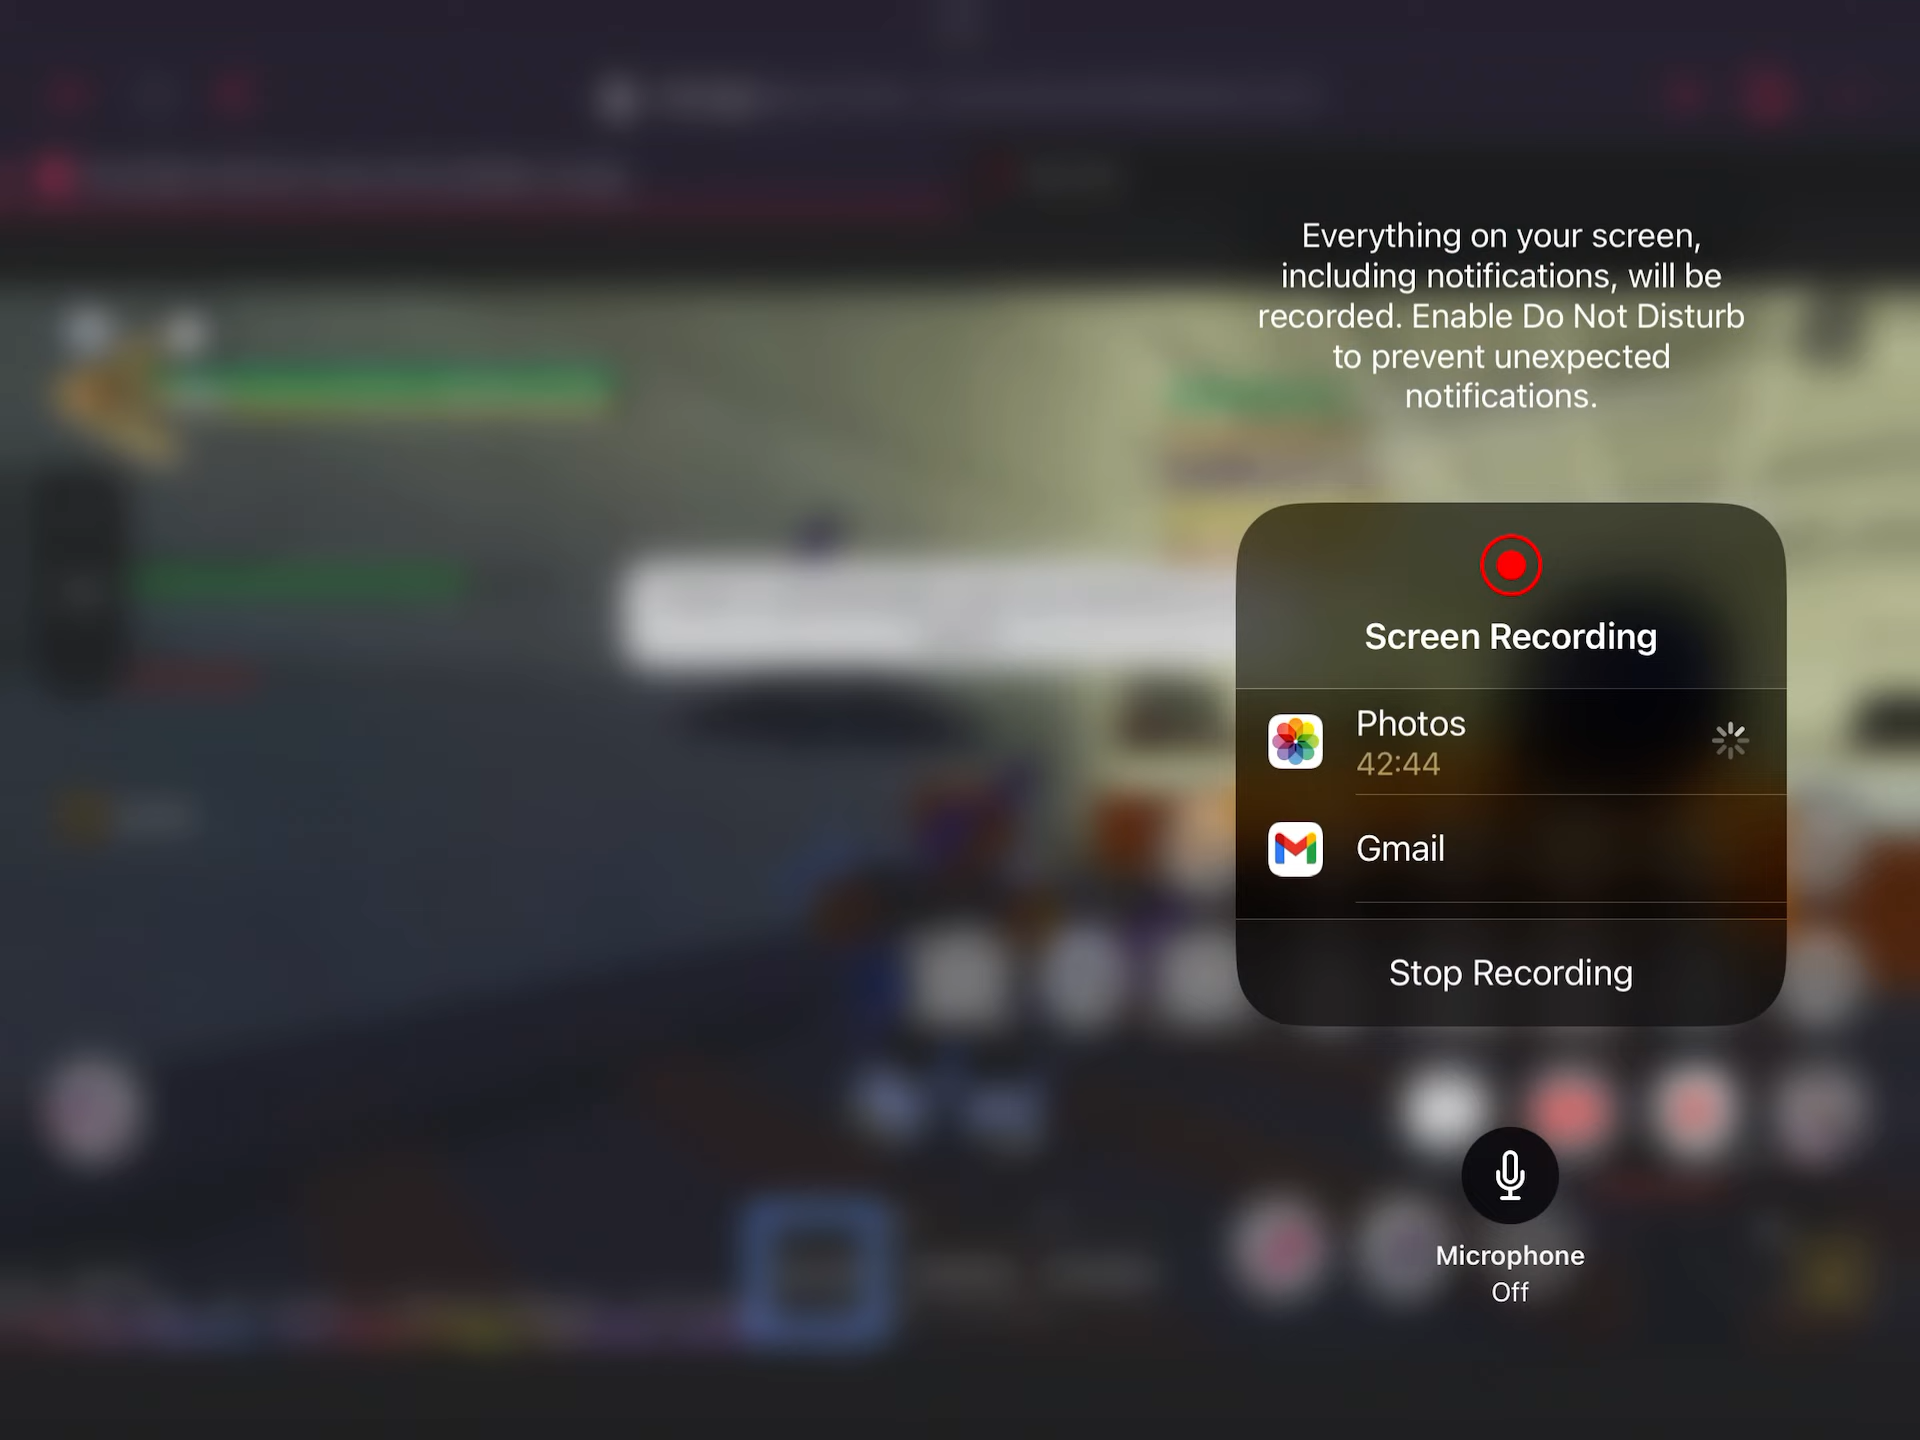 Everything on your screen,
including notifications, will be
recorded. Enable Do Not Disturb
to prevent unexpected
notifications.
Screen Recording
Photos
42:44
Gmail
Stop Recording
Microphone
Off